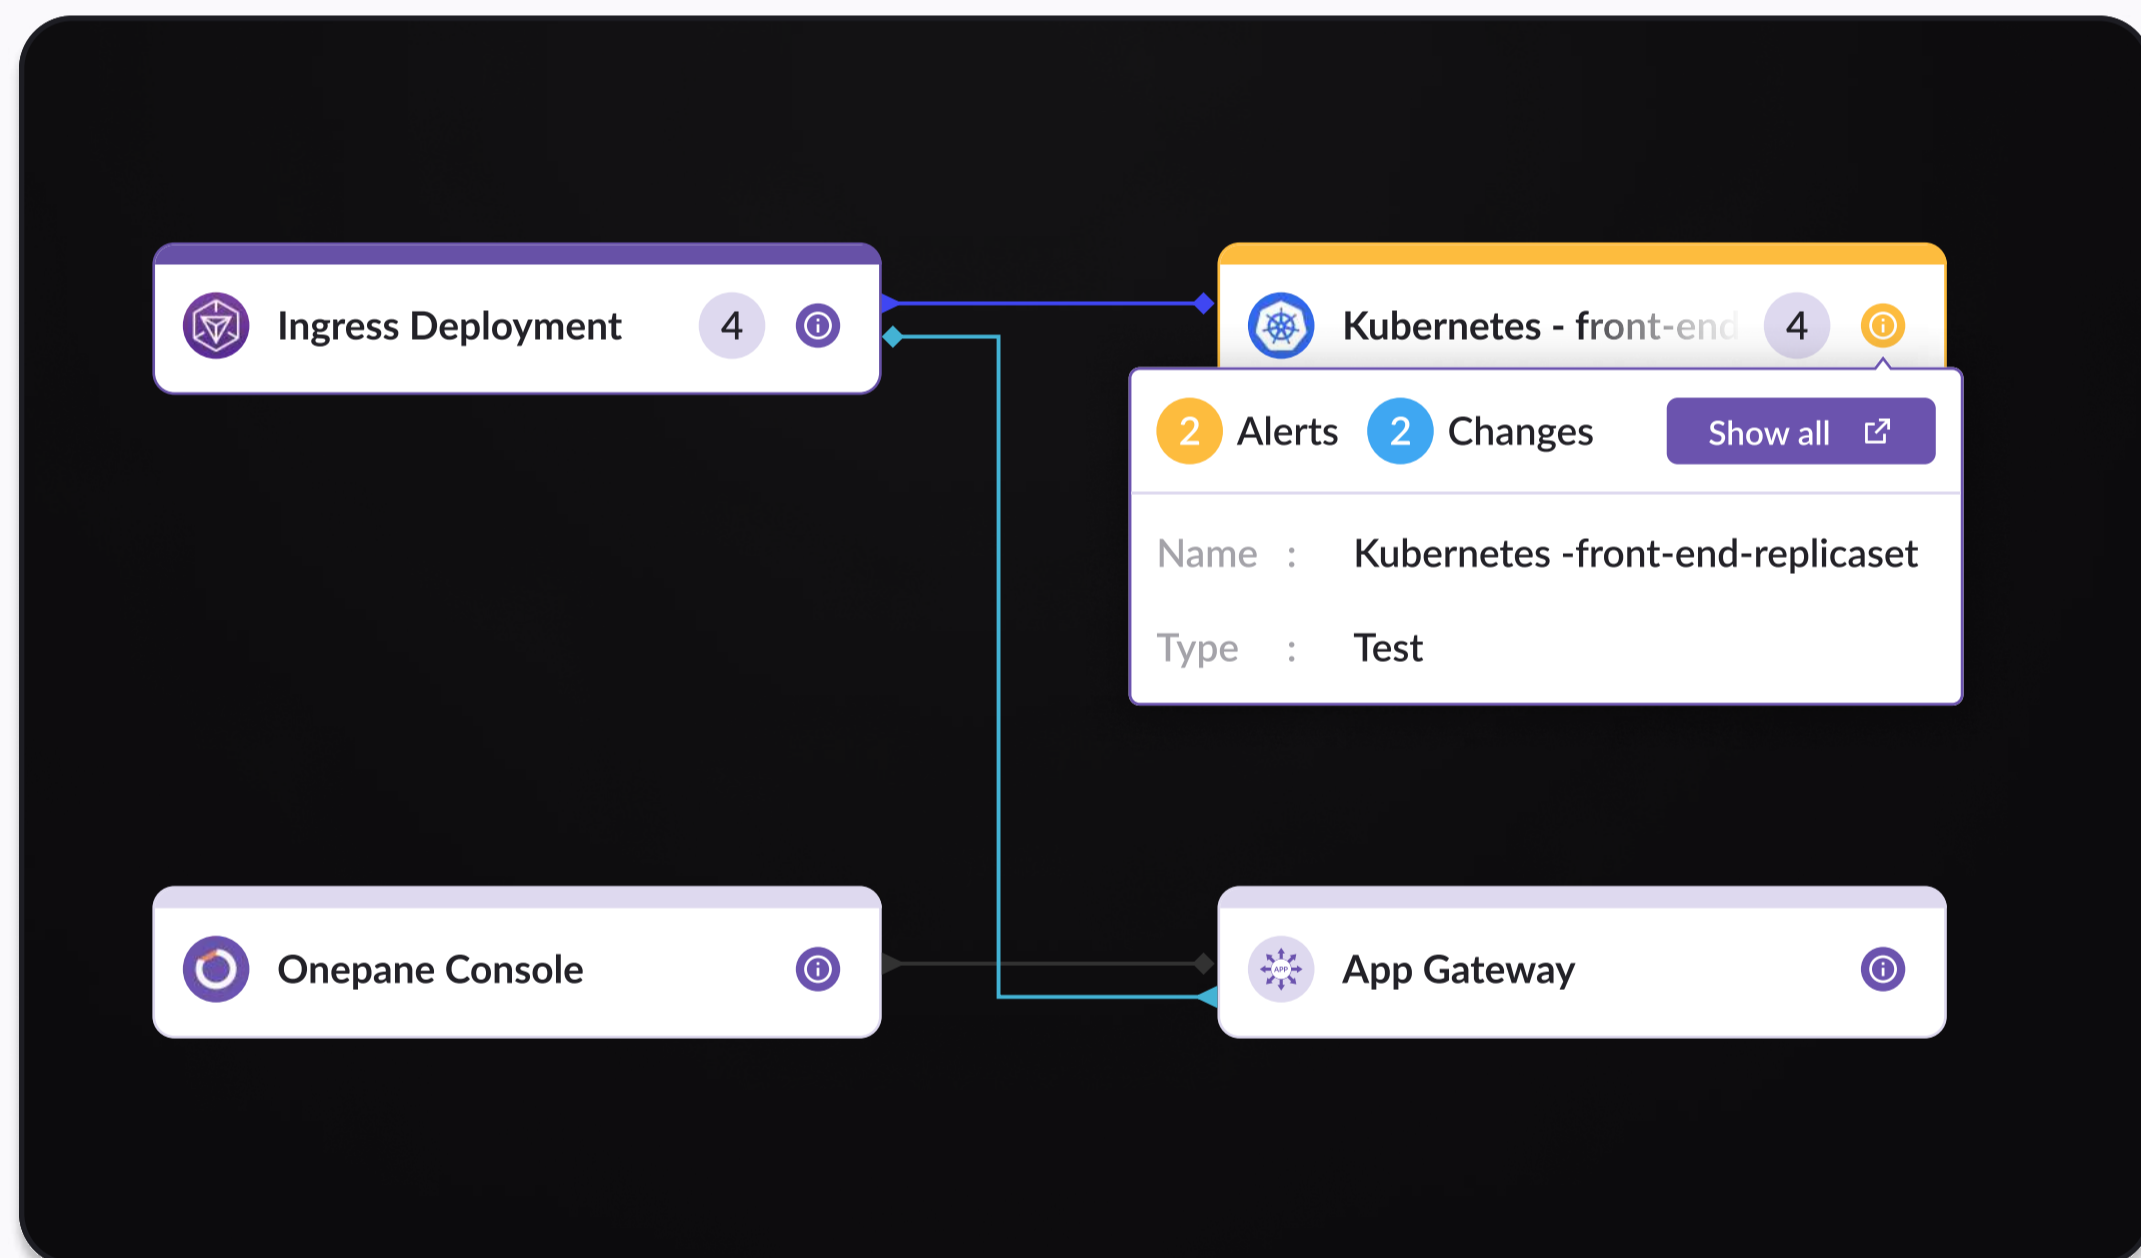 Ingress Deployment 4
Kubernetes - front-end 4
2 Alerts 2 Changes Show all
Name : Kubernetes -front-end-replicaset
Type : Test
Onepane Console
APP App Gateway